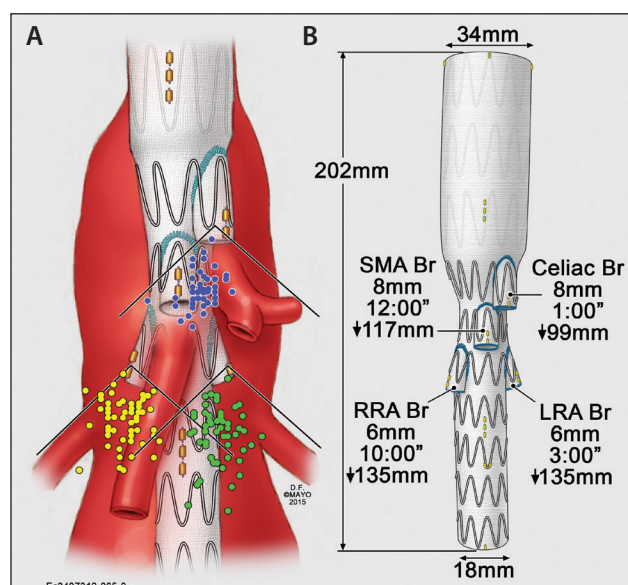 A
B
34mm
202mm
SMA Br
8mm
12:00”
↓117mm
Celiac Br
8mm
1:00”
↓99mm
RRA Br
6mm
10:00”
↓135mm
LRA Br
6mm
3:00”
↓135mm
18mm
D.F.
©MAYO
2015